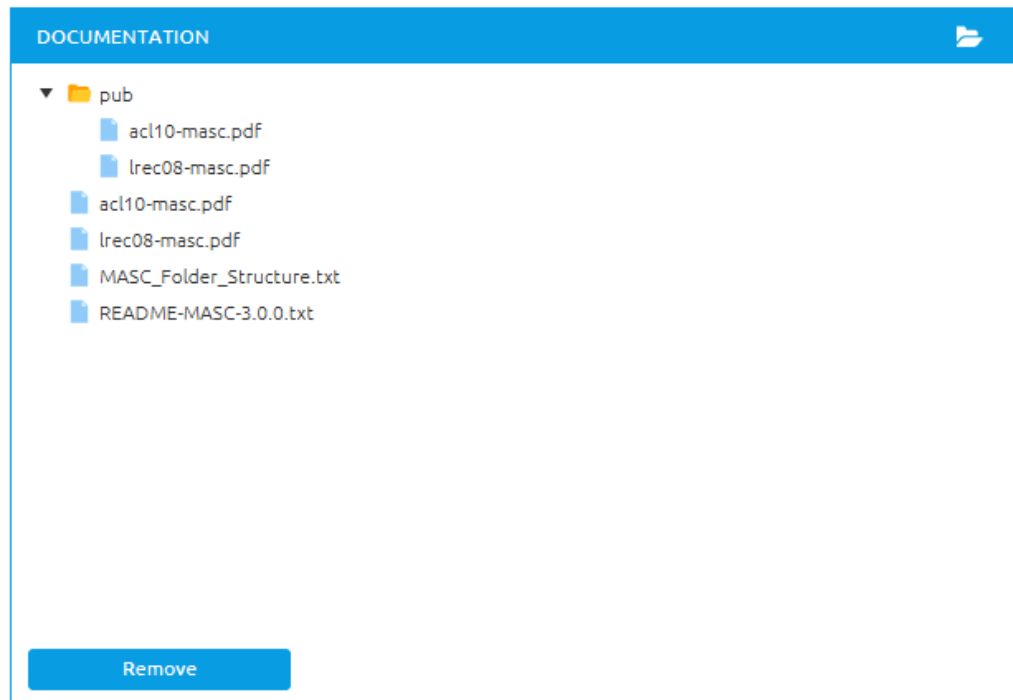 DOCUMENTATION
pub
acl10-masc.pdf
lrec08-masc.pdf
acl10-masc.pdf
lrec08-masc.pdf
MASC_Folder_Structure.txt
README-MASC-3.0.0.txt
Remove